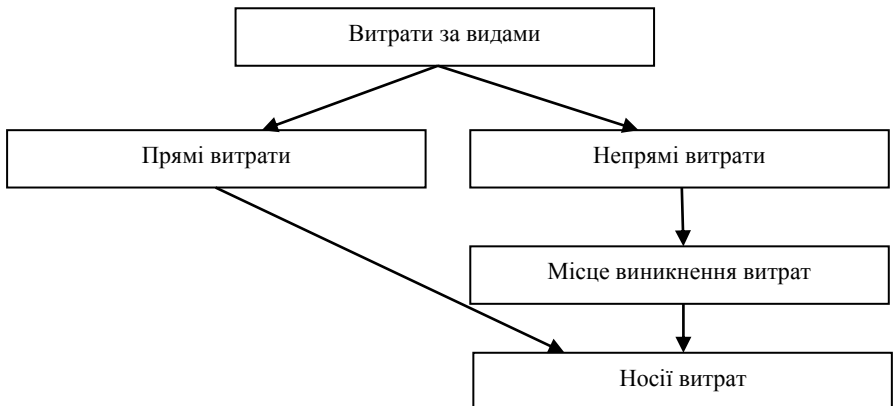 Витрати за видами
Прямі витрати
Непрямі витрати
Місце виникнення витрат
Носії витрат